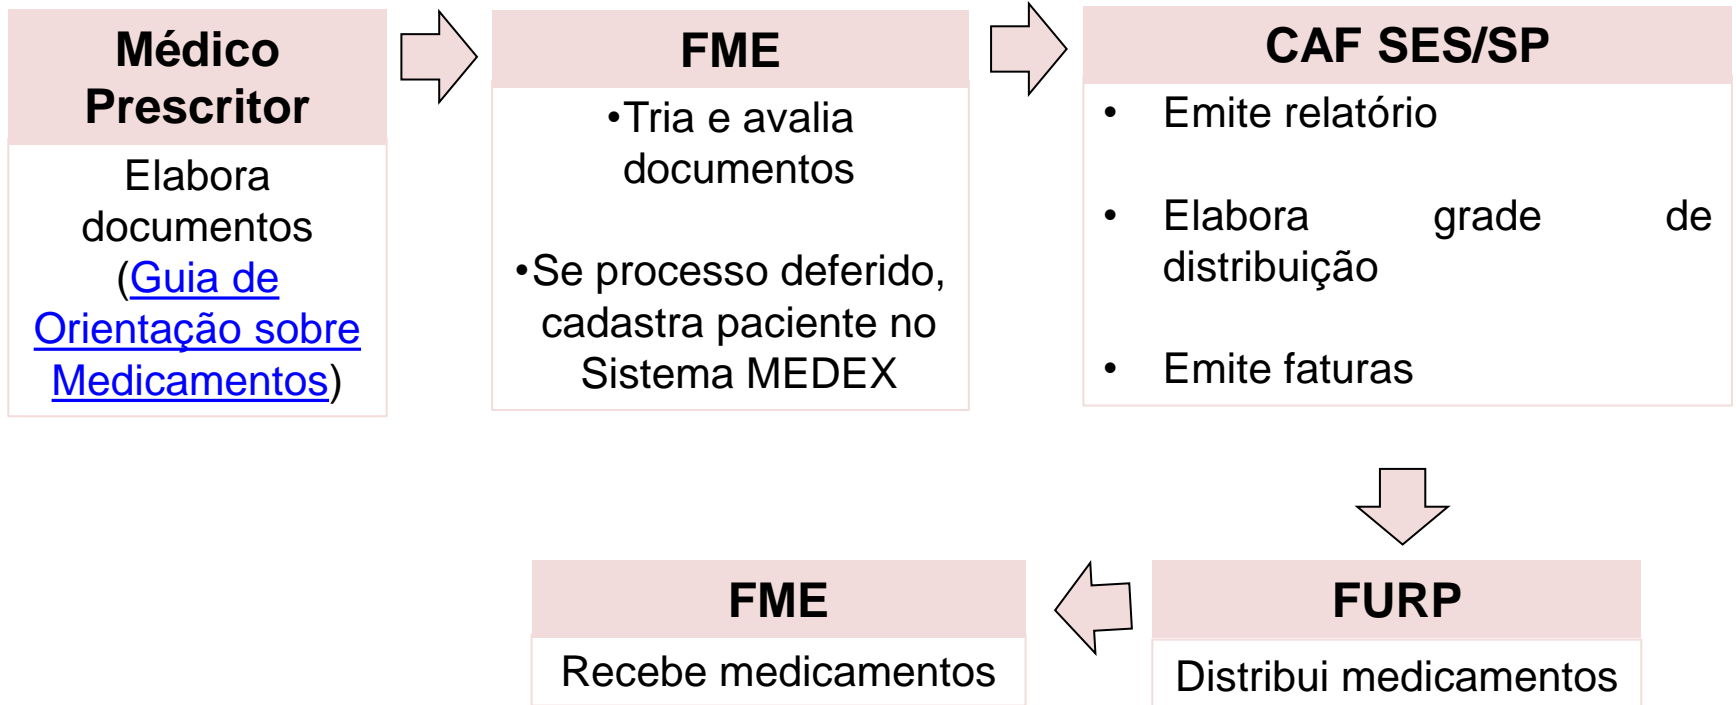 Médico
Prescritor
Elabora
documentos
(Guia de
Orientação sobre
Medicamentos)
FME
•Tria e avalia
documentos
•Se processo deferido,
cadastra paciente no
Sistema MEDEX
CAF SES/SP
• Emite relatório
• Elabora grade de
distribuição
• Emite faturas
FME
Recebe medicamentos
FURP
Distribui medicamentos